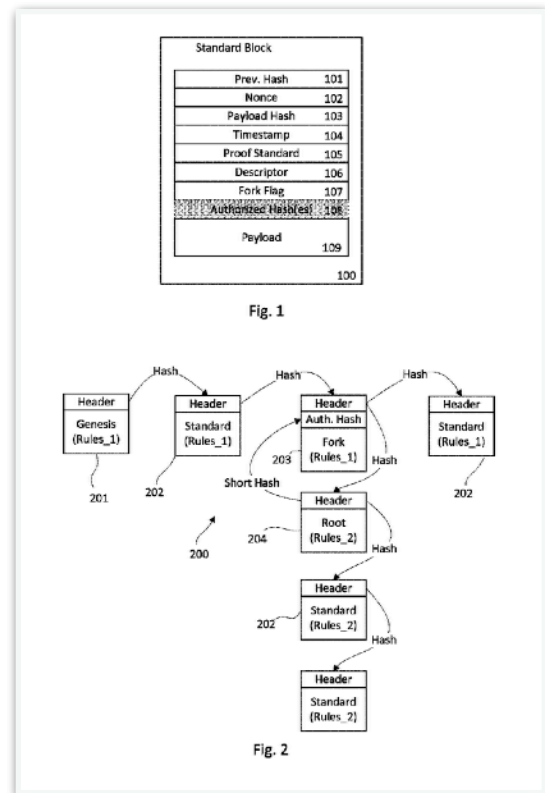 Standard Block
Prev. Hash 101
Nonce 102
Payload Hash 103
Timestamp 104
Proof Standard 105
Descriptor 106
Fork Flag 107
Authorized Hash(es) 108
Payload
109
100
Fig. 1
Hash
Hash
Hash
Header
Genesis
(Rules_1)
201
Header
Standard
(Rules_1)
202
Header
Auth. Hash
Fork
(Rules_1)
203
Header
Standard
(Rules_1)
202
Hash
Short Hash
Header
Root
(Rules_2)
204
200
Hash
Header
Standard
(Rules_2)
202
Hash
Header
Standard
(Rules_2)
Fig. 2